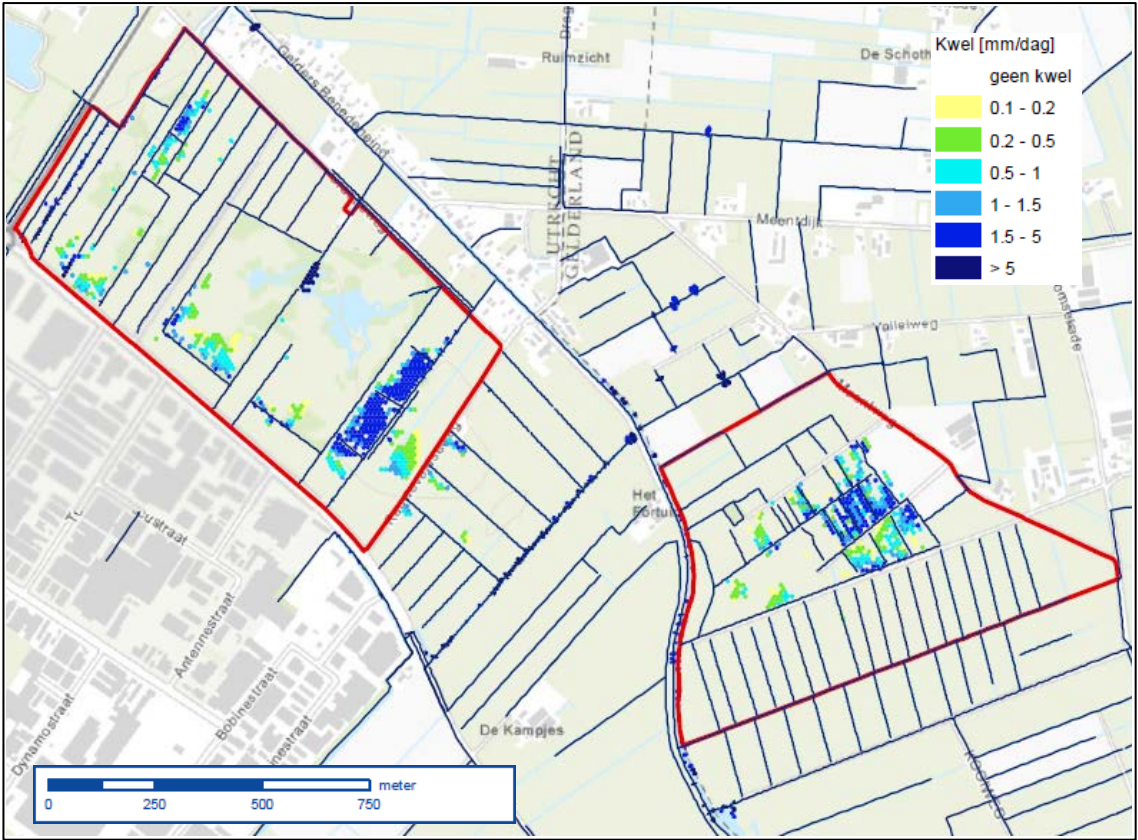 Kwel [mm/dag]
geen kwel
0.1 - 0.2
0.2 - 0.5
0.5 - 1
1 - 1.5
1.5 - 5
> 5
Ruimzicht
De Schoth
Gelders Benedeneind
UTRECHT
GELDERLAND
Meentdijk
Valleiweg
Meentweg
Het
Fortuin
De Kampjes
KOOIWEG
Antennestraat
Bobinestraat
Dynamostraat
meter
0
250
500
750